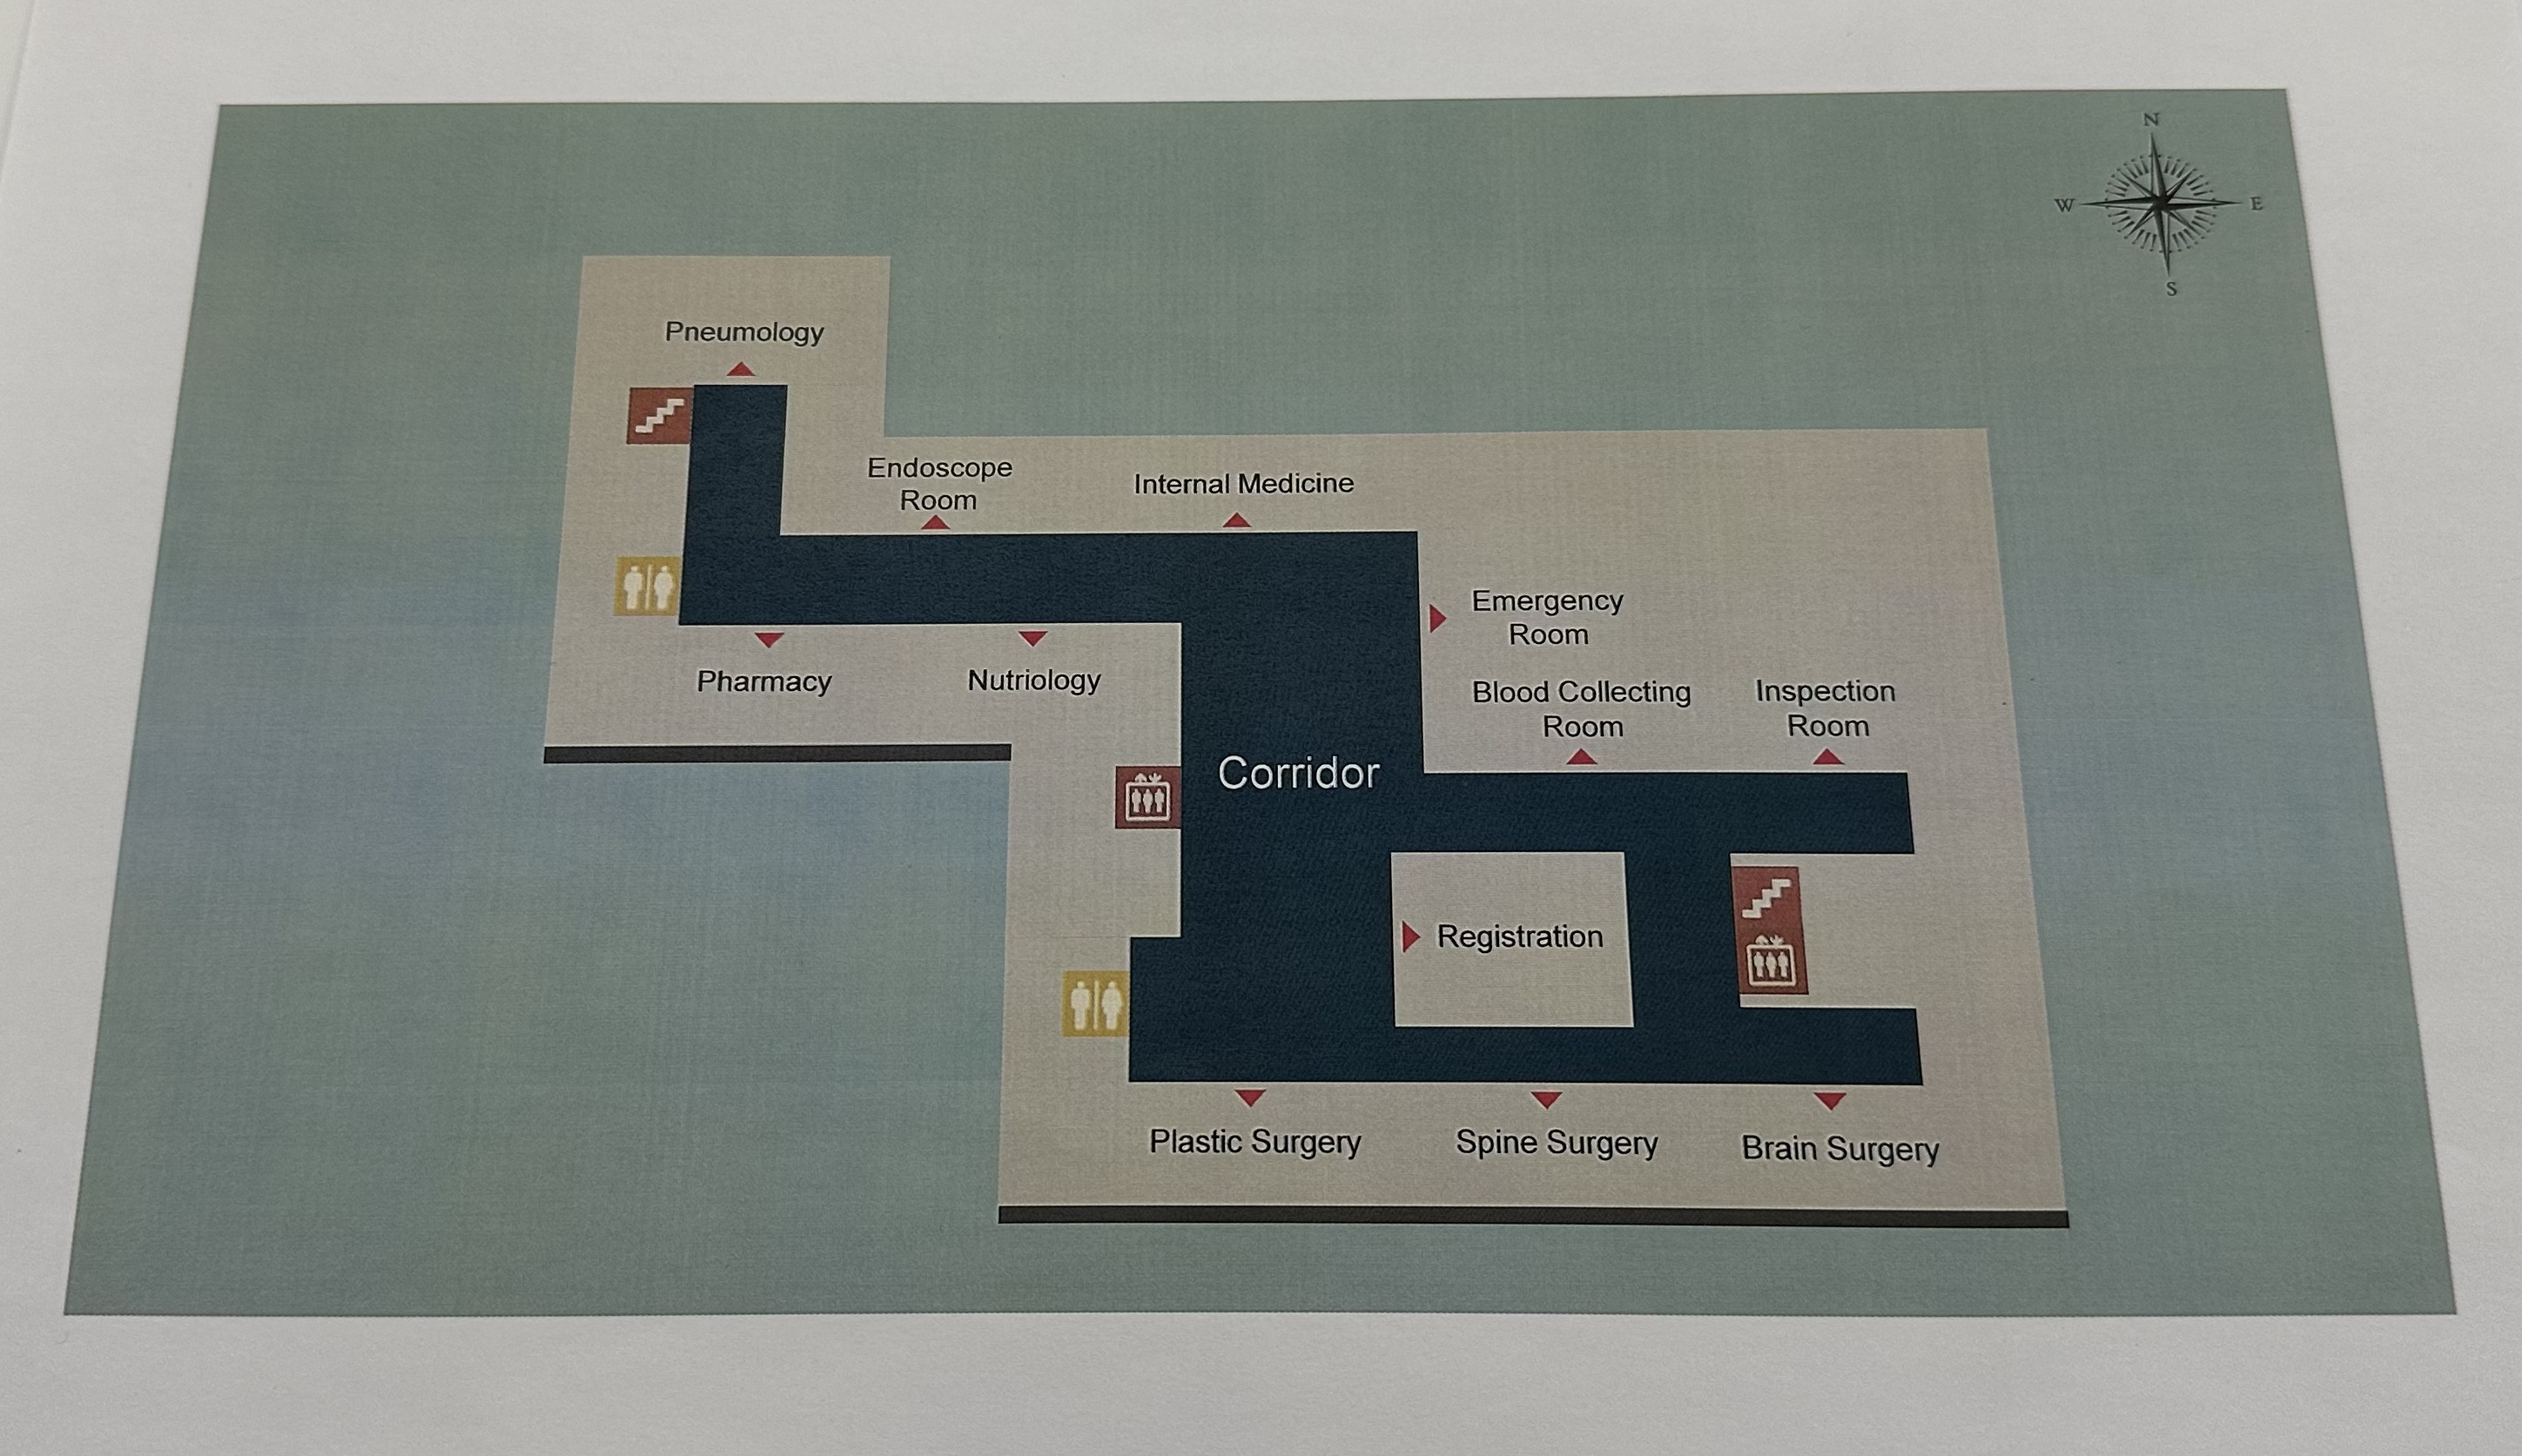 N
W
E
S
Pneumology
Endoscope
Room
Internal Medicine
Emergency
Room
Pharmacy
Nutriology
Blood Collecting
Room
Inspection
Room
Corridor
Registration
Plastic Surgery
Spine Surgery
Brain Surgery